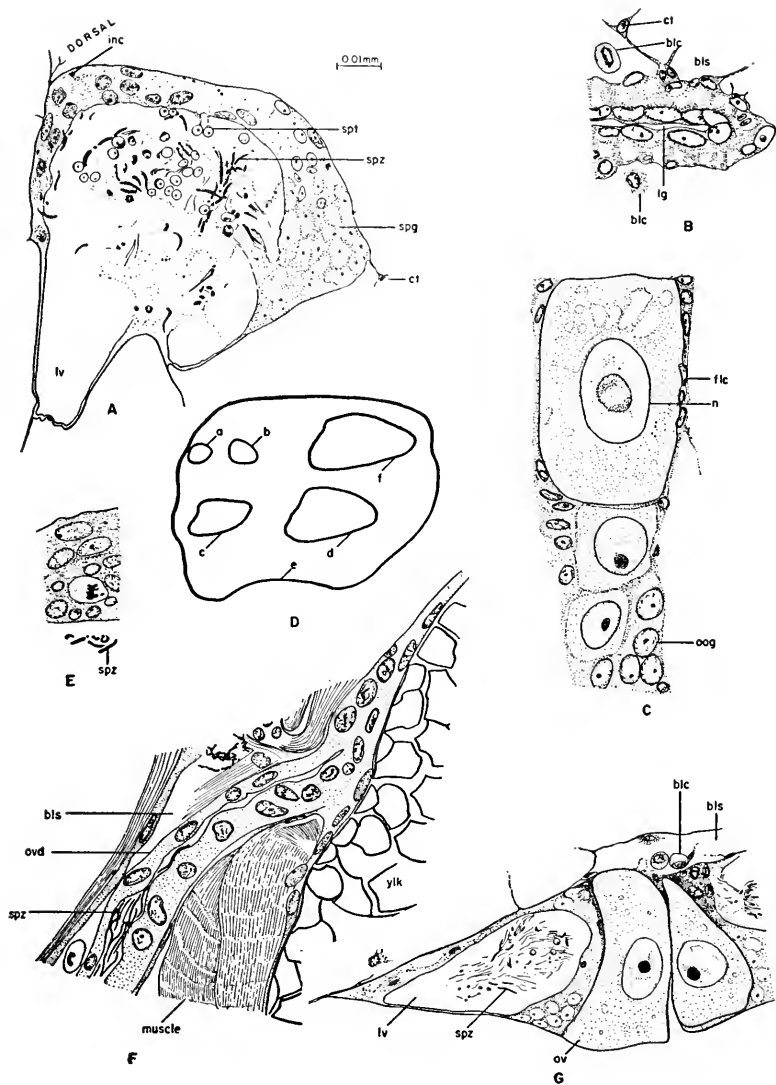 DORSAL
inc
0.01mm
spt
spz
spg
ct
lv
A
ct
blc
bls
lg
blc
B
flc
n
oog
C
a
b
f
c
d
e
D
spz
E
bls
ovd
spz
ylk
muscle
F
blc
bls
lv
spz
ov
G